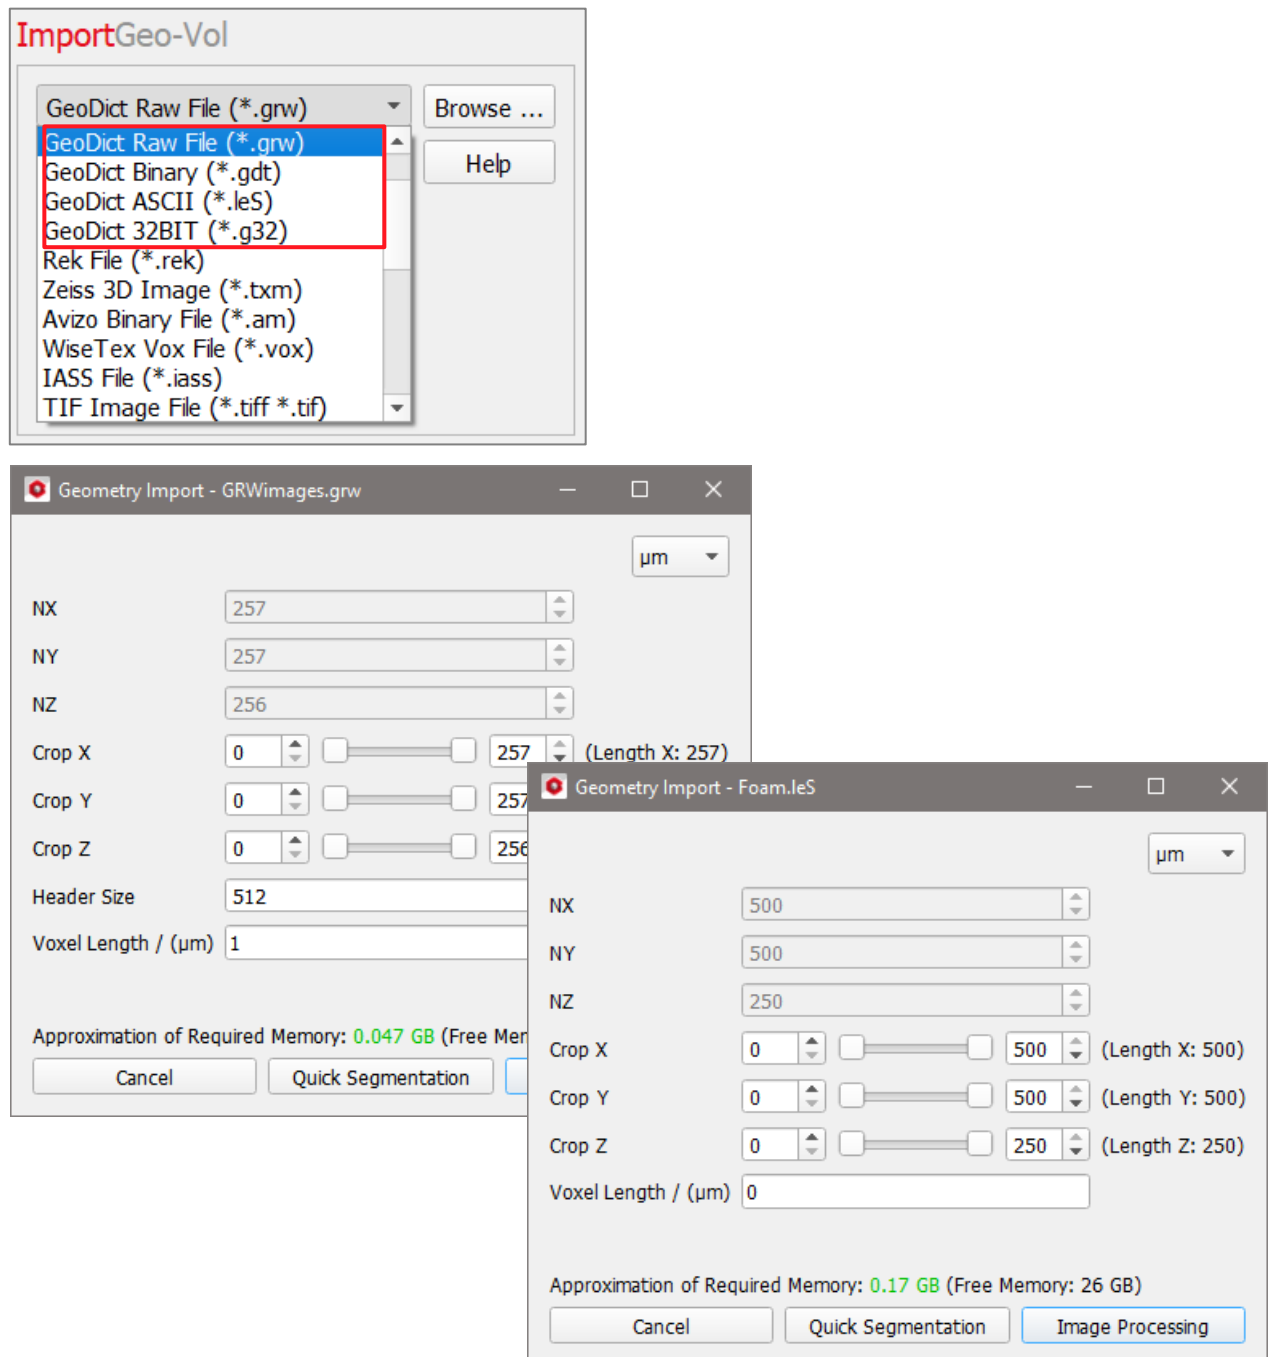 ImportGeo-Vol
GeoDict Raw File (*.grw)
Browse ...
GeoDict Raw File (*.grw)
GeoDict Binary (*.gdt)
Help
GeoDict ASCII (*.leS)
GeoDict 32BIT (*.g32)
Rek File (*.rek)
Zeiss 3D Image (*.txm)
Avizo Binary File (*.am)
WiseTex Vox File (*.vox)
IASS File (*.iass)
TIF Image File (*.tiff *.tif)
Geometry Import - GRWimages.grw
µm
NX 257
NY 257
NZ 256
Crop X 0 257 (Length X: 257)
Crop Y 0 257
Crop Z 0 256
Header Size 512
Voxel Length / (µm) 1
Approximation of Required Memory: 0.047 GB (Free Mem
Cancel Quick Segmentation
Geometry Import - Foam.leS
µm
NX 500
NY 500
NZ 250
Crop X 0 500 (Length X: 500)
Crop Y 0 500 (Length Y: 500)
Crop Z 0 250 (Length Z: 250)
Voxel Length / (µm) 0
Approximation of Required Memory: 0.17 GB (Free Memory: 26 GB)
Cancel Quick Segmentation Image Processing